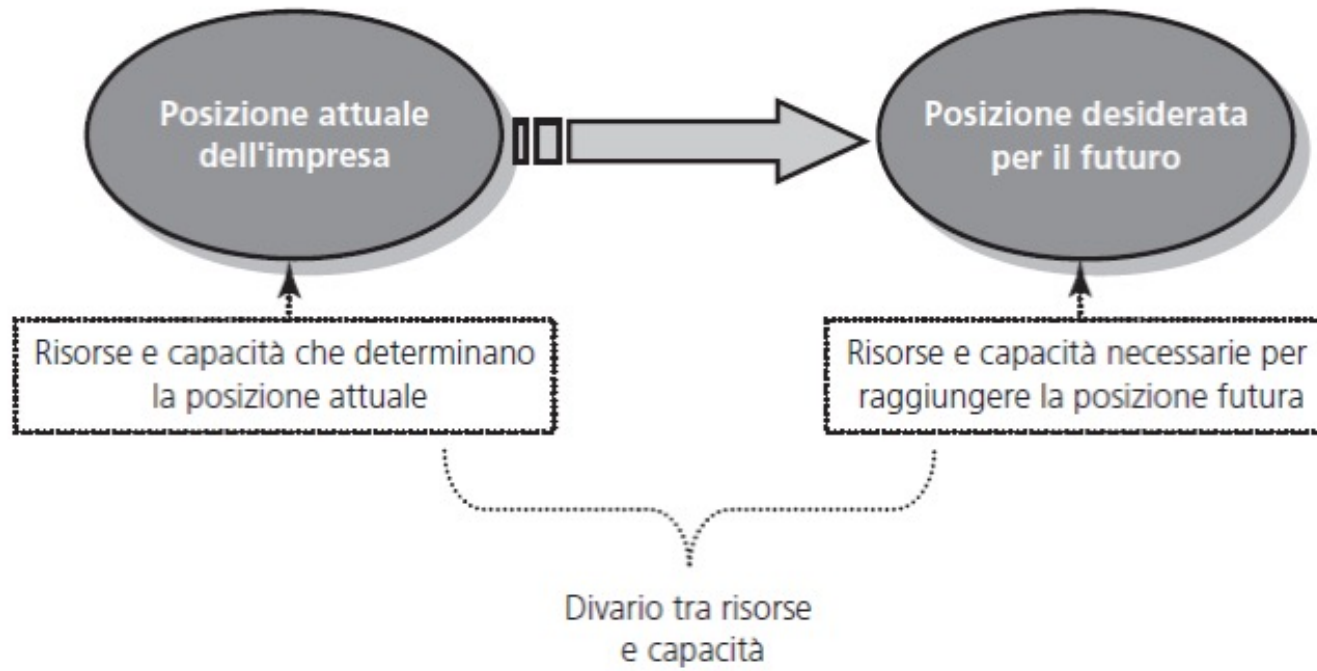 Posizione attuale
dell'impresa
Posizione desiderata
per il futuro
Risorse e capacità che determinano
la posizione attuale
Risorse e capacità necessarie per
raggiungere la posizione futura
Divario tra risorse
e capacità